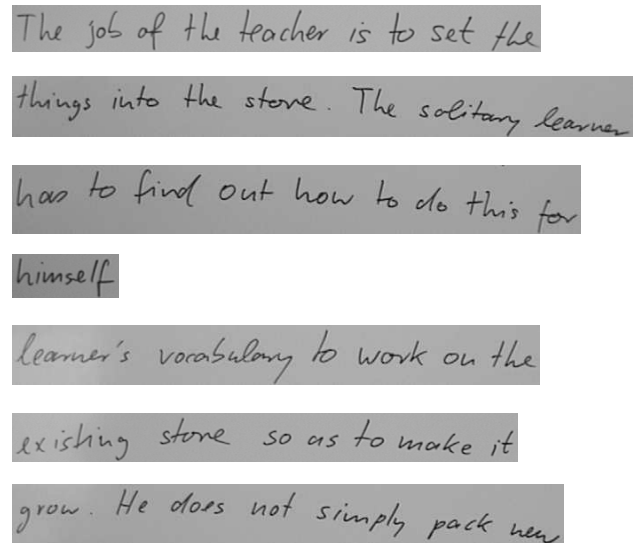 The job of the teacher is to set the
things into the store. The solitary learner
has to find out how to do this for
himself
learner's vocabulary to work on the
existing store so as to make it
grow. He does not simply pack new